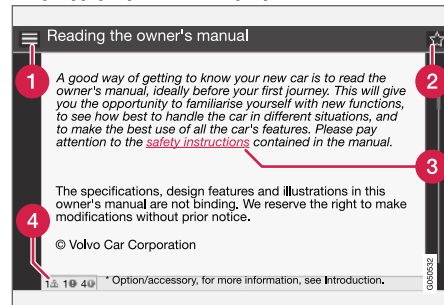 Reading the owner's manual
1
2
A good way of getting to know your new car is to read the
owner's manual, ideally before your first journey. This will give
you the opportunity to familiarise yourself with new functions,
to see how best to handle the car in different situations, and
to make the best use of all the car's features. Please pay
attention to the safety instructions contained in the manual.
3
The specifications, design features and illustrations in this
owner's manual are not binding. We reserve the right to make
modifications without prior notice.
4
© Volvo Car Corporation
1 1 4 * Option/accessory, for more information, see Introduction.
G050532